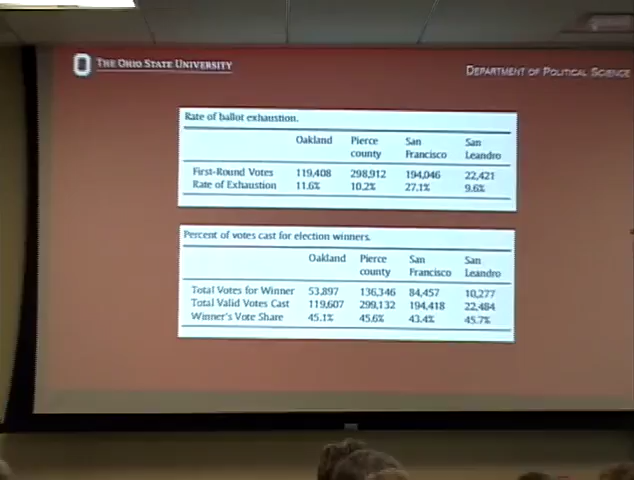 THE OHIO STATE UNIVERSITY
DEPARTMENT OF POLITICAL SCIENCE
Rate of ballot exhaustion.
Oakland Pierce county San Francisco San Leandro
First-Round Votes 119,408 298,912 194,046 22,421
Rate of Exhaustion 11.6% 10.2% 27.1% 9.6%
Percent of votes cast for election winners.
Oakland Pierce county San Francisco San Leandro
Total Votes for Winner 53,897 136,346 84,457 10,277
Total Valid Votes Cast 119,607 299,132 194,418 22,484
Winner's Vote Share 45.1% 45.6% 43.4% 45.7%